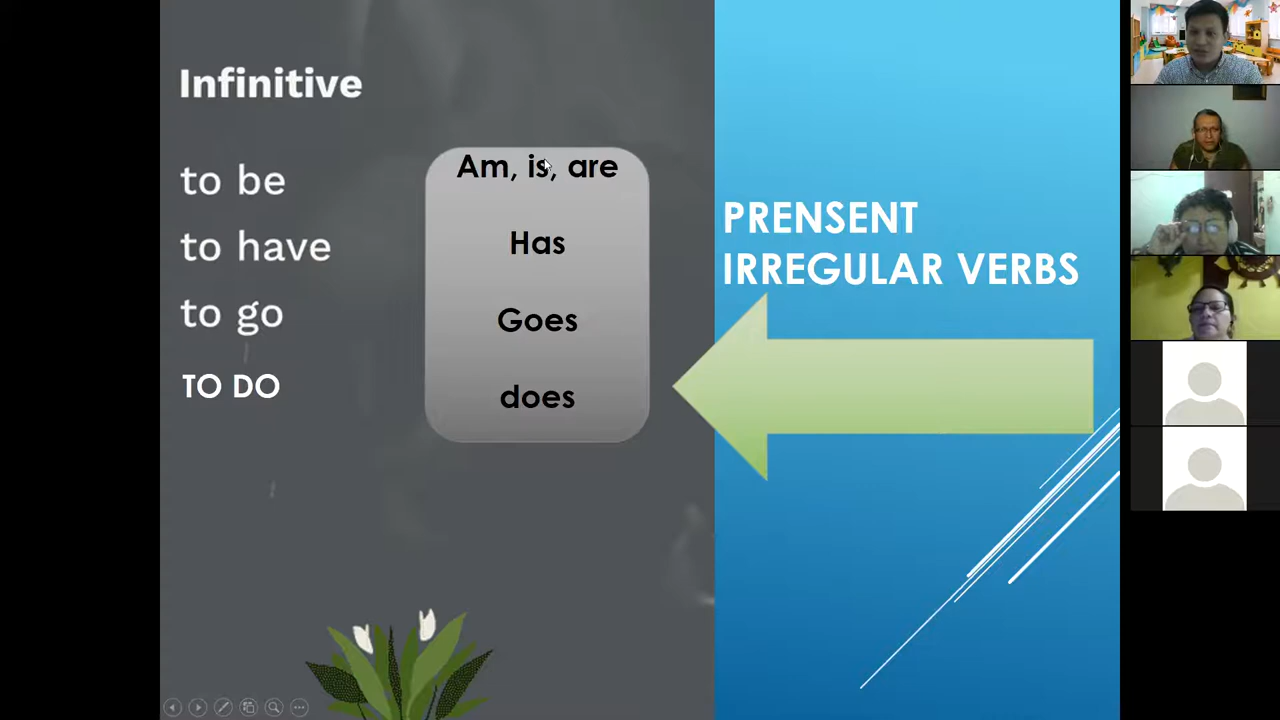 Infinitive
to be
to have
to go
TO DO
Am, is, are
Has
Goes
does
PRENSENT
IRREGULAR VERBS